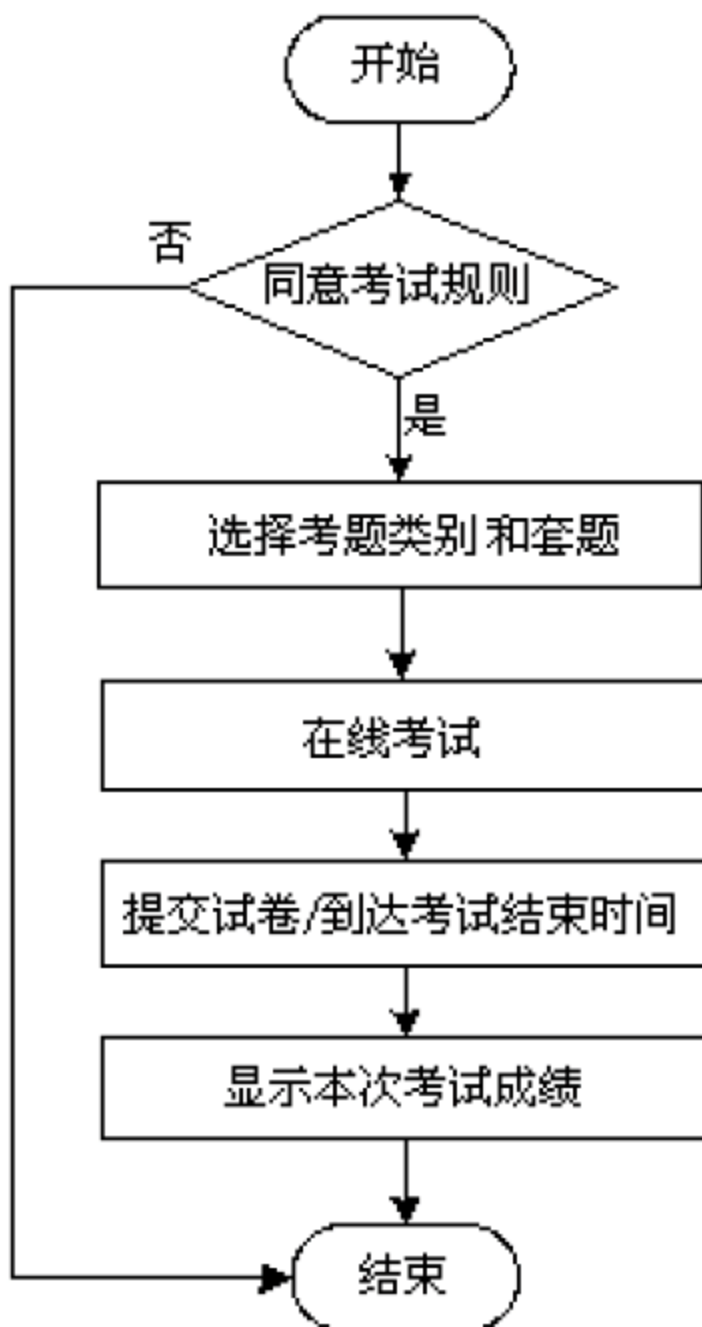 开始
否
同意考试规则
是
选择考题类别和套题
在线考试
提交试卷/到达考试结束时间
显示本次考试成绩
结束